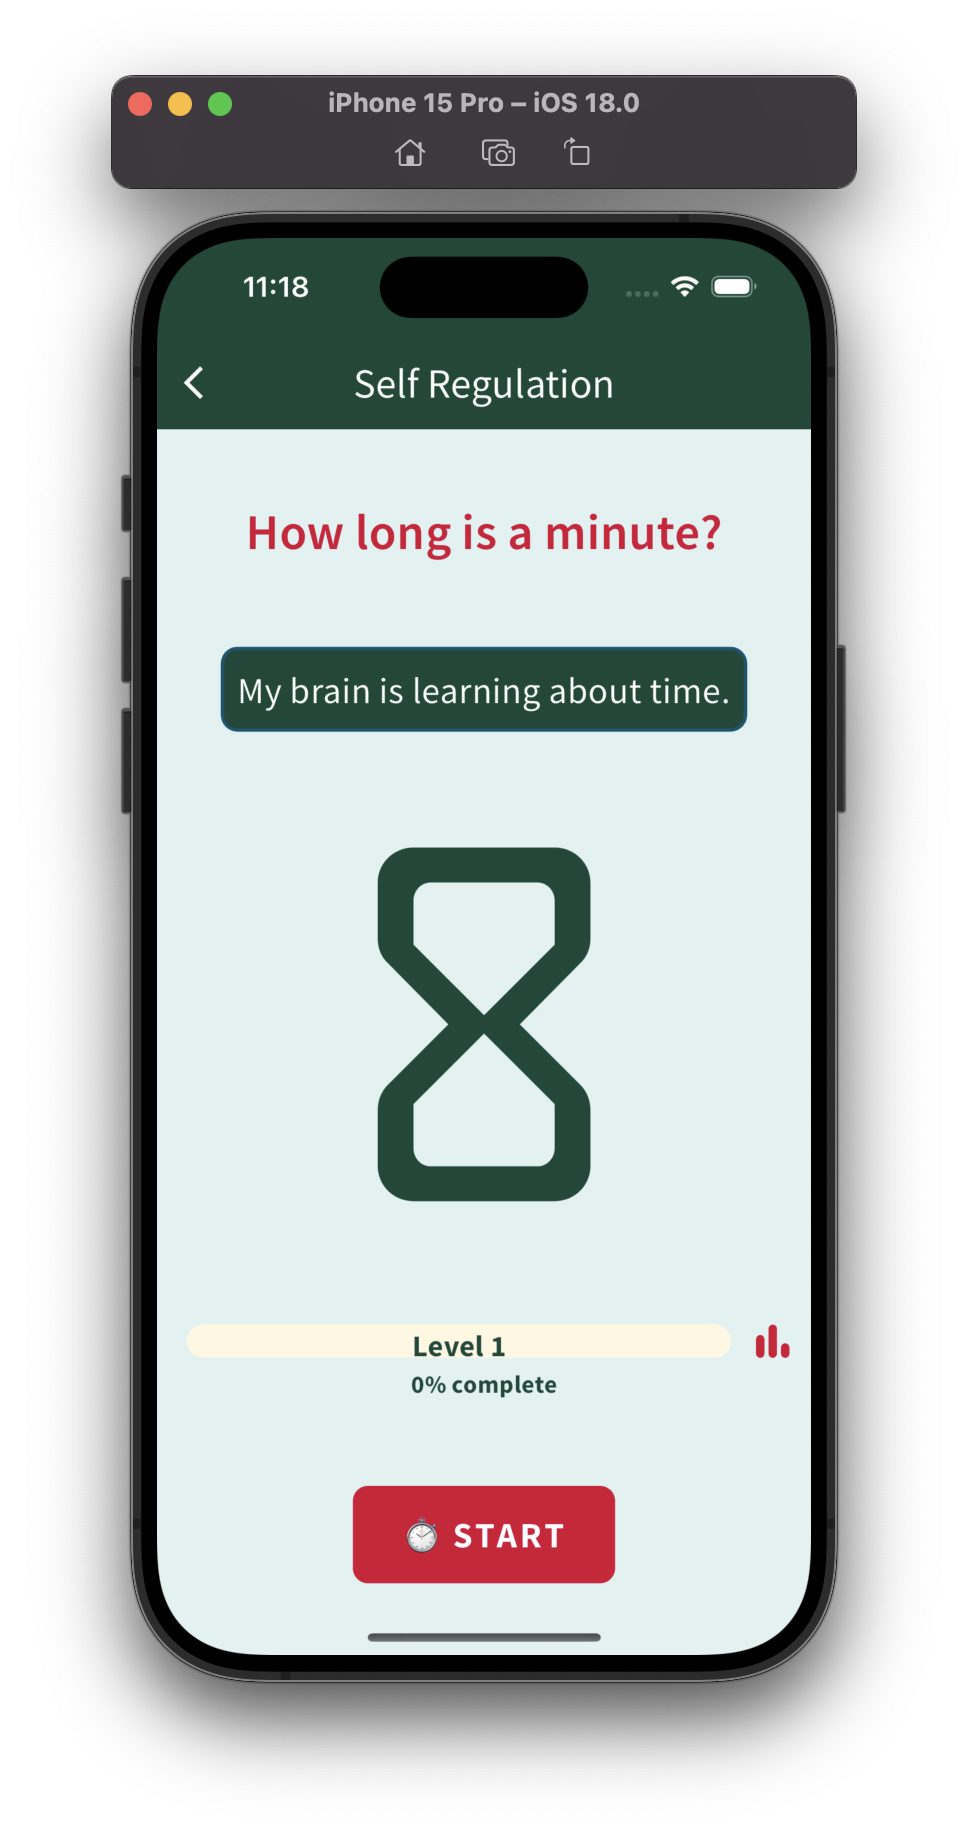 iPhone 15 Pro – iOS 18.0
11:18
Self Regulation
How long is a minute?
My brain is learning about time.
Level 1
0% complete
START